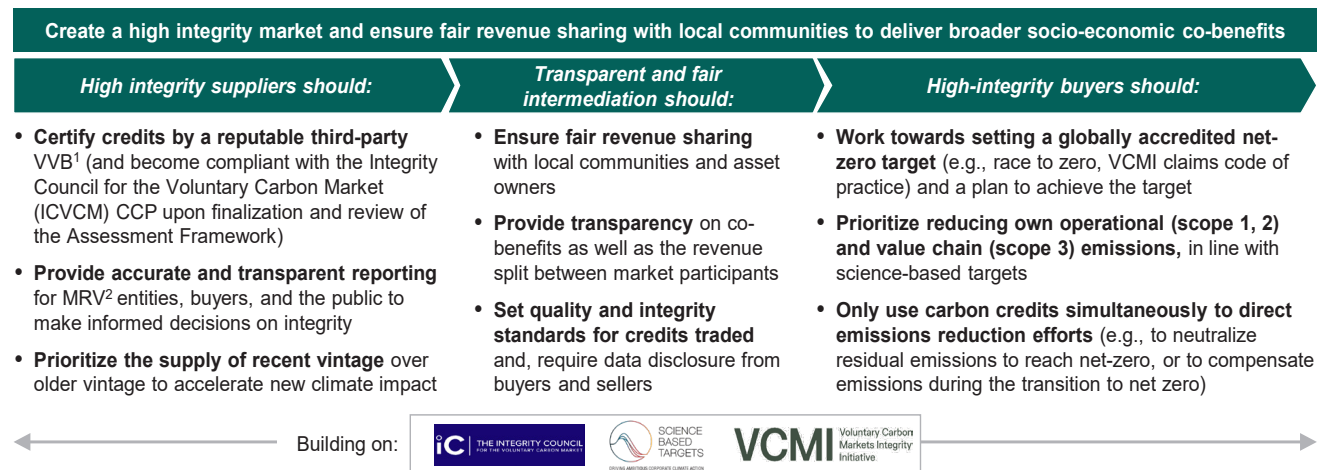 Create a high integrity market and ensure fair revenue sharing with local communities to deliver broader socio-economic co-benefits
High integrity suppliers should:
• Certify credits by a reputable third-party
VVB1 (and become compliant with the Integrity
Council for the Voluntary Carbon Market
(ICVCM) CCP upon finalization and review of
the Assessment Framework)
• Provide accurate and transparent reporting
for MRV2 entities, buyers, and the public to
make informed decisions on integrity
• Prioritize the supply of recent vintage over
older vintage to accelerate new climate impact
Transparent and fair
intermediation should:
• Ensure fair revenue sharing
with local communities and asset
owners
• Provide transparency on co-
benefits as well as the revenue
split between market participants
• Set quality and integrity
standards for credits traded
and, require data disclosure from
buyers and sellers
High-integrity buyers should:
• Work towards setting a globally accredited net-
zero target (e.g., race to zero, VCMI claims code of
practice) and a plan to achieve the target
• Prioritize reducing own operational (scope 1, 2)
and value chain (scope 3) emissions, in line with
science-based targets
• Only use carbon credits simultaneously to direct
emissions reduction efforts (e.g., to neutralize
residual emissions to reach net-zero, or to compensate
emissions during the transition to net zero)
Building on:
iC THE INTEGRITY COUNCIL
FOR THE VOLUNTARY CARBON MARKET
SCIENCE
BASED
TARGETS
DRIVING AMBITIOUS CORPORATE CLIMATE ACTION
VCMI Voluntary Carbon
Markets Integrity
Initiative